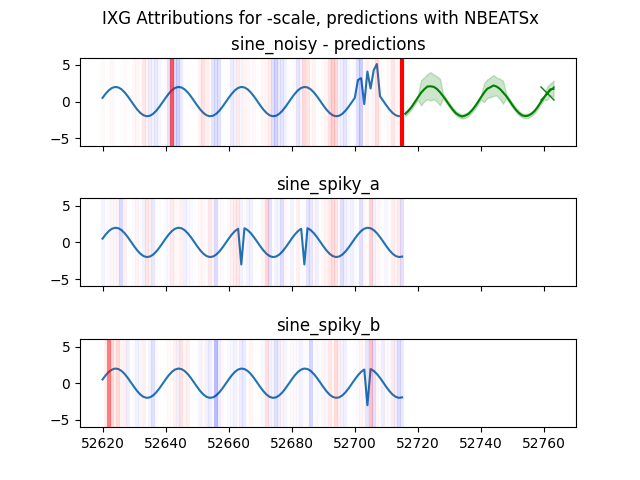 IXG Attributions for -scale, predictions with NBEATSx
sine_noisy - predictions
5
0
−5
sine_spiky_a
5
0
−5
sine_spiky_b
5
0
−5
52620 52640 52660 52680 52700 52720 52740 52760